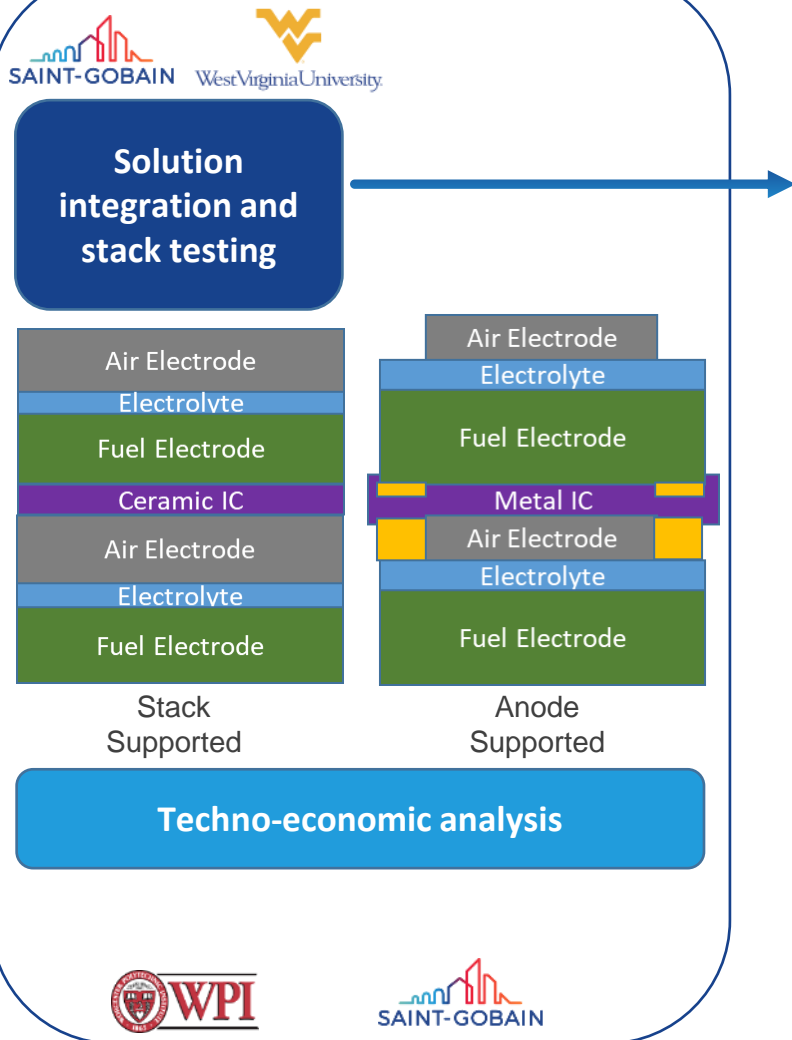 SAINT-GOBAIN
WestVirginiaUniversity.
Solution
integration and
stack testing
Air Electrode
Electrolyte
Fuel Electrode
Ceramic IC
Air Electrode
Electrolyte
Fuel Electrode
Stack
Supported
Air Electrode
Electrolyte
Fuel Electrode
Metal IC
Air Electrode
Electrolyte
Fuel Electrode
Anode
Supported
Techno-economic analysis
WPI
SAINT-GOBAIN